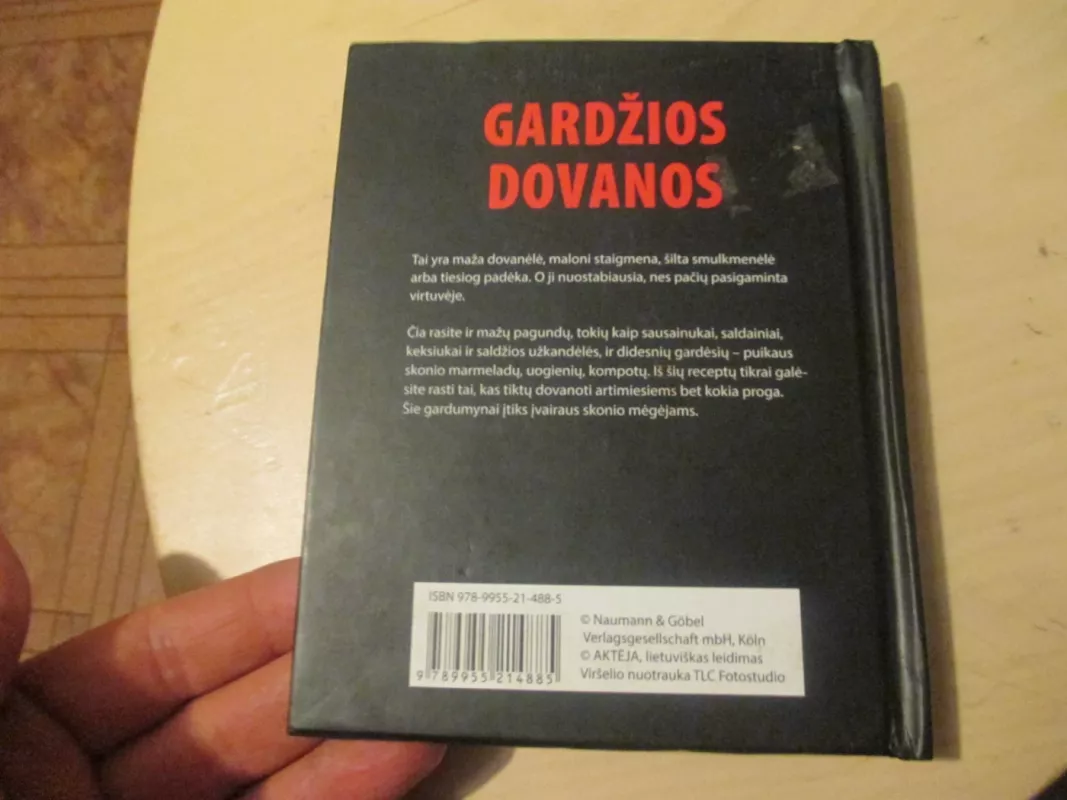 GARDŽIOS
DOVANOS
Tai yra maža dovanėlė, maloni staigmena, šilta smulkmenėlė
arba tiesiog padėka. O ji nuostabiausia, nes pačių pasigaminta
virtuvėje.
Čia rasite ir mažų pagundų, tokių kaip sausainukai, saldainiai,
keksiukai ir saldžios užkandėlės, ir didesnių gardėsių – puikaus
skonio marmeladų, uogienių, kompotų. Iš šių receptų tikrai galė-
site rasti tai, kas tiktų dovanoti artimiesiems bet kokia proga.
Šie gardumynai įtiks įvairaus skonio mėgėjams.
ISBN 978-9955-21-488-5
9 789955 214885
© Naumann & Göbel
Verlagsgesellschaft mbH, Köln
© AKTĖJA, lietuviškas leidimas
Viršelio nuotrauka TLC Fotostudio